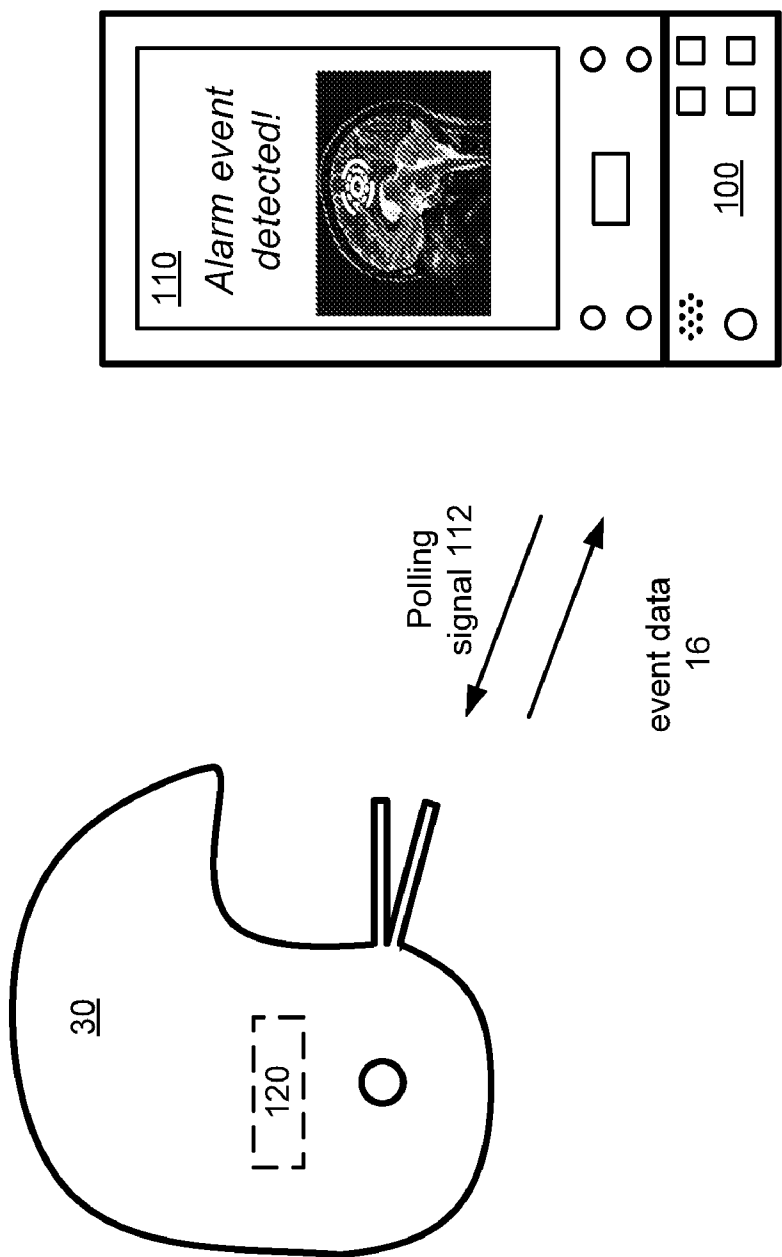 30
120
Polling
signal 112
event data
16
110
Alarm event
detected!
100